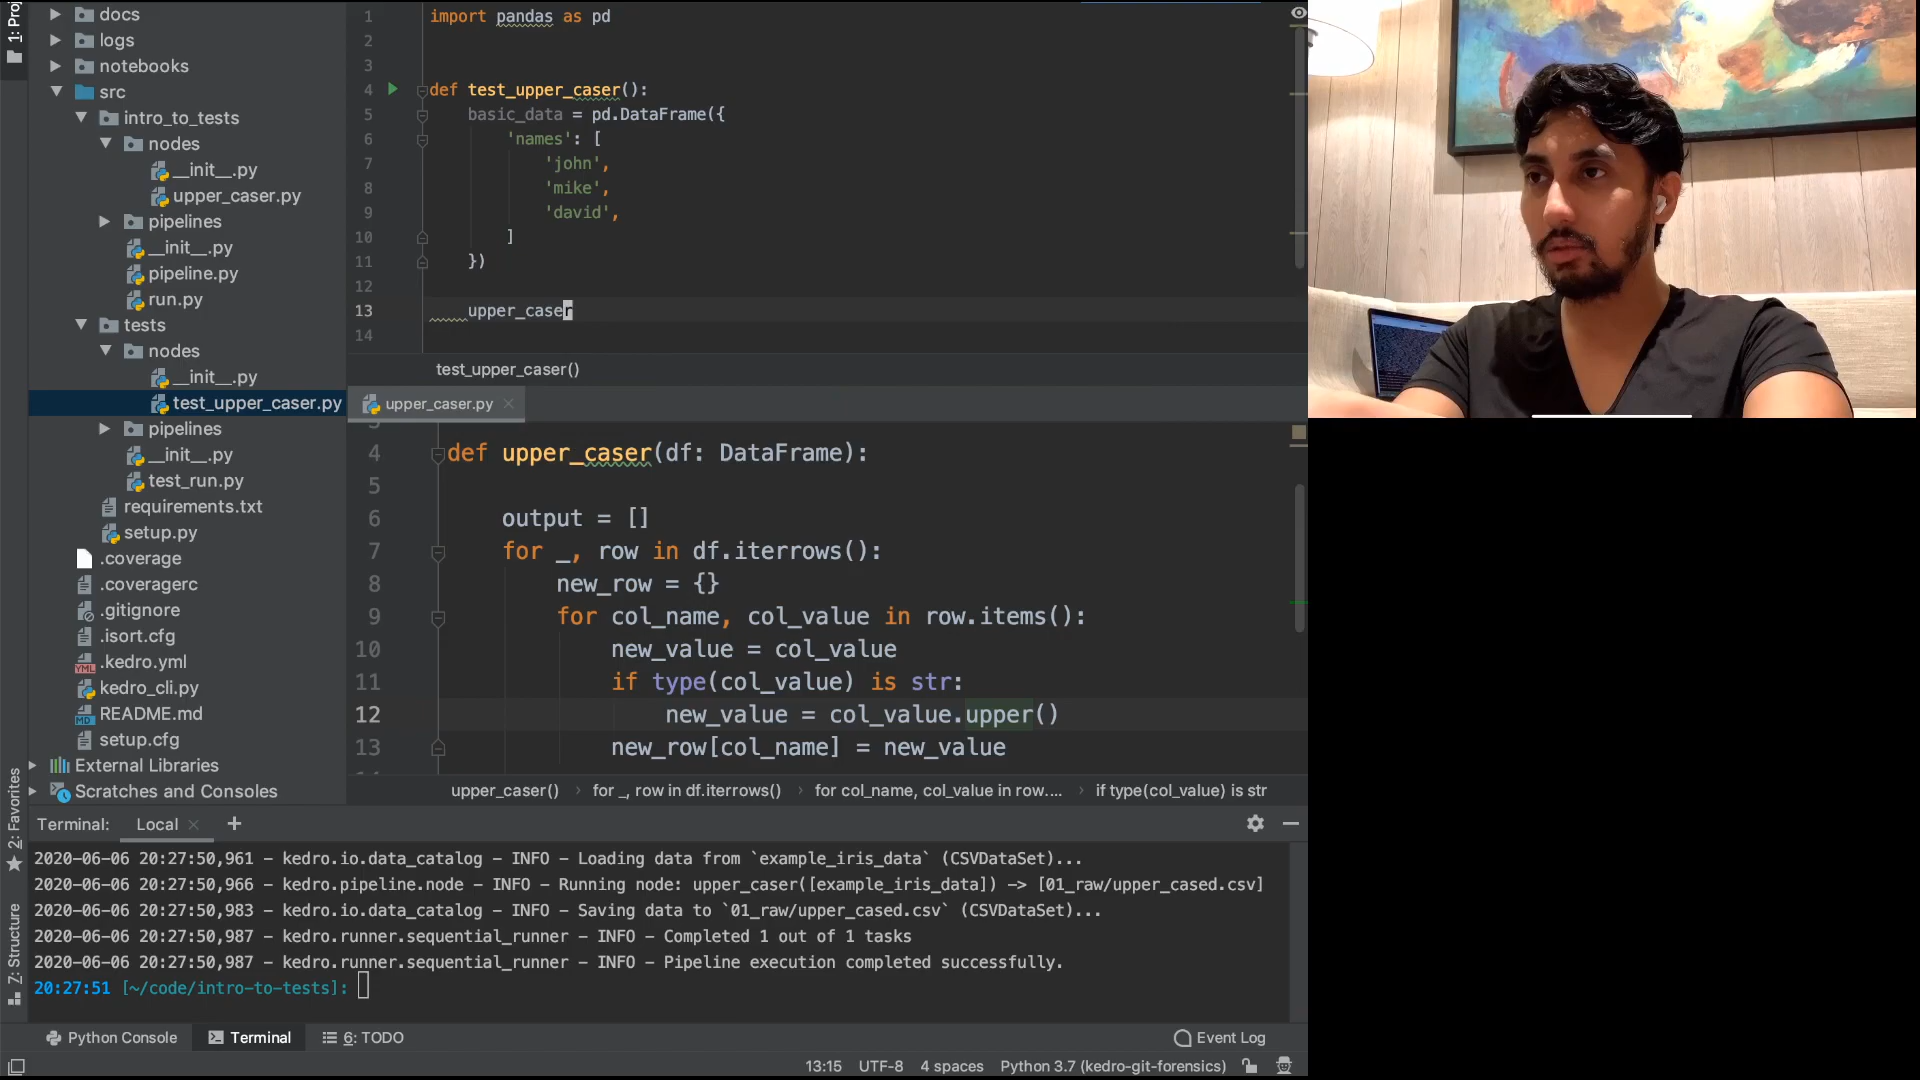 1: Proj
docs
logs
notebooks
src
intro_to_tests
nodes
__init__.py
upper_caser.py
pipelines
__init__.py
pipeline.py
run.py
tests
nodes
__init__.py
test_upper_caser.py
pipelines
__init__.py
test_run.py
requirements.txt
setup.py
.coverage
.coveragerc
.gitignore
.isort.cfg
.kedro.yml
kedro_cli.py
README.md
setup.cfg
External Libraries
Scratches and Consoles
2: Favorites
Z: Structure
1 import pandas as pd
2
3
4 def test_upper_caser():
5 basic_data = pd.DataFrame({
6 'names': [
7 'john',
8 'mike',
9 'david',
10 ]
11 })
12
13 upper_caser
14
test_upper_caser()
upper_caser.py
4 def upper_caser(df: DataFrame):
5
6 output = []
7 for _, row in df.iterrows():
8 new_row = {}
9 for col_name, col_value in row.items():
10 new_value = col_value
11 if type(col_value) is str:
12 new_value = col_value.upper()
13 new_row[col_name] = new_value
upper_caser() › for _, row in df.iterrows() › for col_name, col_value in row.... › if type(col_value) is str
Terminal: Local +
2020-06-06 20:27:50,961 - kedro.io.data_catalog - INFO - Loading data from `example_iris_data` (CSVDataSet)...
2020-06-06 20:27:50,966 - kedro.pipeline.node - INFO - Running node: upper_caser([example_iris_data]) -> [01_raw/upper_cased.csv]
2020-06-06 20:27:50,983 - kedro.io.data_catalog - INFO - Saving data to `01_raw/upper_cased.csv` (CSVDataSet)...
2020-06-06 20:27:50,987 - kedro.runner.sequential_runner - INFO - Completed 1 out of 1 tasks
2020-06-06 20:27:50,987 - kedro.runner.sequential_runner - INFO - Pipeline execution completed successfully.
20:27:51 [~/code/intro-to-tests]:
Python Console Terminal 6: TODO Event Log
13:15 UTF-8 4 spaces Python 3.7 (kedro-git-forensics)